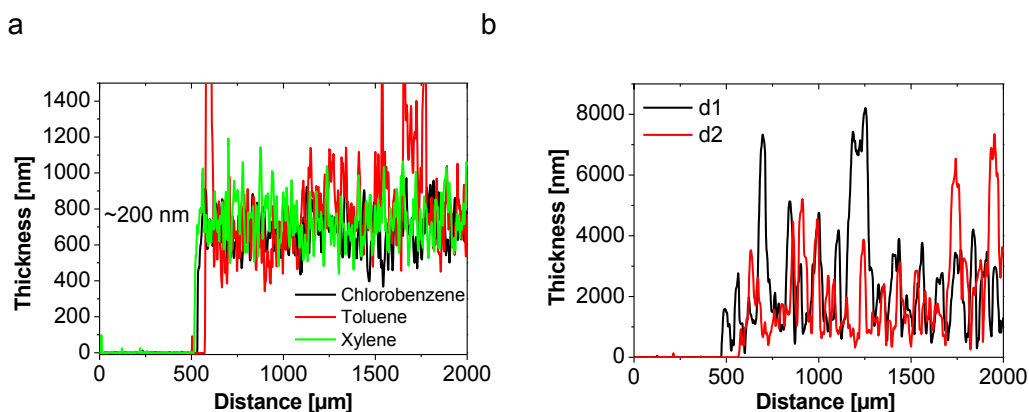 a
b
1400
1200
1000
800
600
400
200
0
Thickness [nm]
~200 nm
Chlorobenzene
Toluene
Xylene
0 500 1000 1500 2000
Distance [µm]
8000
6000
4000
2000
0
Thickness [nm]
d1
d2
0 500 1000 1500 2000
Distance [µm]